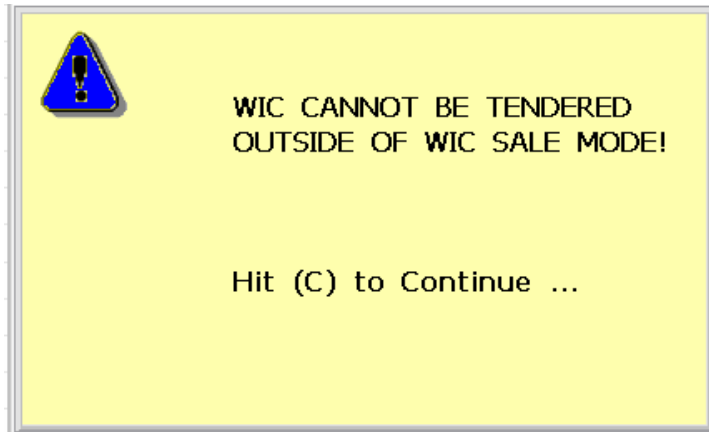 WIC CANNOT BE TENDERED
OUTSIDE OF WIC SALE MODE!
Hit (C) to Continue ...